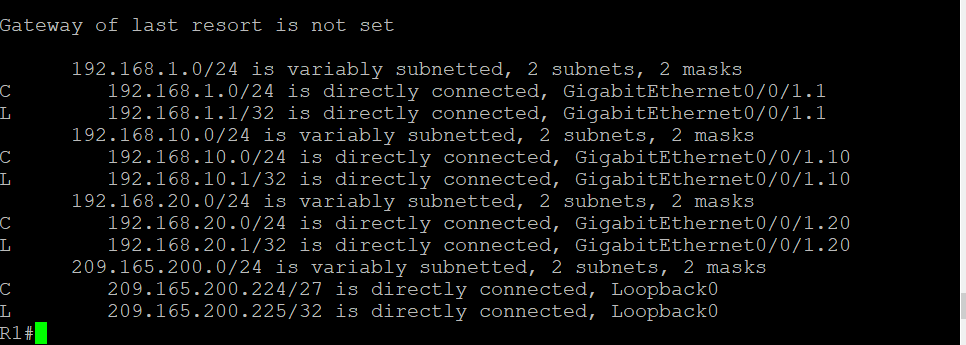 Gateway of last resort is not set
192.168.1.0/24 is variably subnetted, 2 subnets, 2 masks
C 192.168.1.0/24 is directly connected, GigabitEthernet0/0/1.1
L 192.168.1.1/32 is directly connected, GigabitEthernet0/0/1.1
192.168.10.0/24 is variably subnetted, 2 subnets, 2 masks
C 192.168.10.0/24 is directly connected, GigabitEthernet0/0/1.10
L 192.168.10.1/32 is directly connected, GigabitEthernet0/0/1.10
192.168.20.0/24 is variably subnetted, 2 subnets, 2 masks
C 192.168.20.0/24 is directly connected, GigabitEthernet0/0/1.20
L 192.168.20.1/32 is directly connected, GigabitEthernet0/0/1.20
209.165.200.0/24 is variably subnetted, 2 subnets, 2 masks
C 209.165.200.224/27 is directly connected, Loopback0
L 209.165.200.225/32 is directly connected, Loopback0
R1#